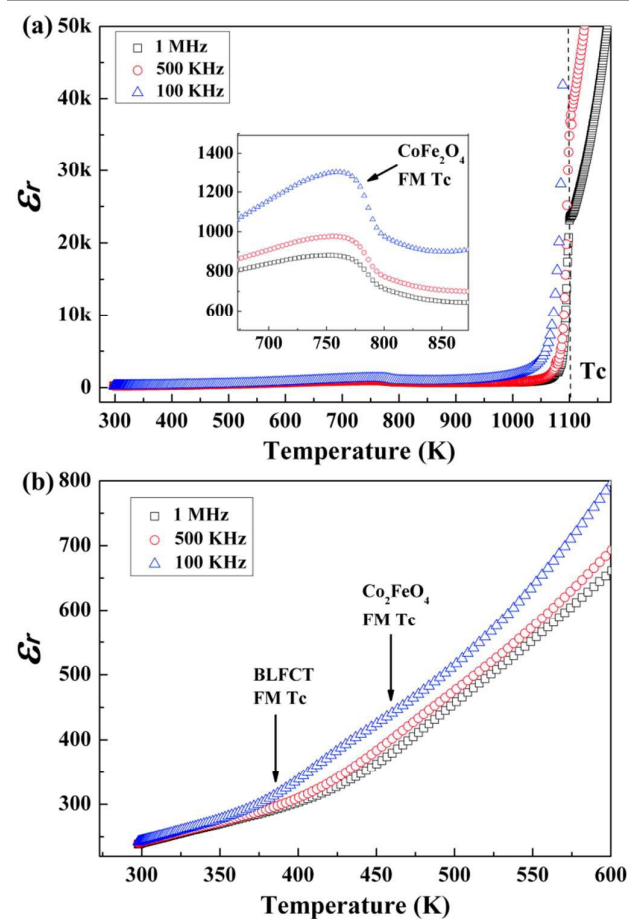 (a)
50k
40k
30k
20k
10k
0
εr
1 MHz
500 KHz
100 KHz
1400
1200
1000
800
600
CoFe₂O₄
FM Tc
700 750 800 850
Tc
300 400 500 600 700 800 900 1000 1100
Temperature (K)
(b)
800
700
600
500
400
300
εr
1 MHz
500 KHz
100 KHz
Co₂FeO₄
FM Tc
BLFCT
FM Tc
300 350 400 450 500 550 600
Temperature (K)